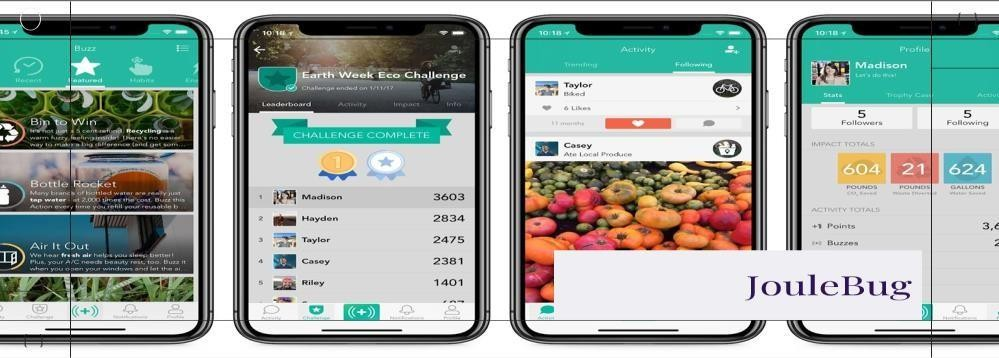 Buzz
Recent
Featured
Habits
Bin to Win
It's not just a 5 cent refund. Recycling is a
warm fuzzy feeling inside! There's no easier
way to make a big difference (and get som...
Bottle Rocket
Many brands of bottled water are really just
tap water - at 2,000 times the cost. Buzz this
Action every time you refill your reusable b
Air It Out
We hear fresh air helps you sleep better!
Plus, your A/C needs beauty rest, too. Buzz it
when you open your windows and let the ai
Challenge
Notifications
Profile
10:18
Earth Week Eco Challenge
Challenge ended on 1/11/17
Leaderboard
Activity
Impact
Info
CHALLENGE COMPLETE
1
1 Madison 3603
2 Hayden 2834
3 Taylor 2475
4 Casey 2381
5 Riley 1401
Activity
Challenge
Notifications
Profile
10:18
Activity
Trending
Following
Taylor
Biked
6 Likes
11 months
Casey
Ate Local Produce
10:18
Profile
Madison
Let's do this!
Stats
Trophy Case
5
Followers
5
Following
IMPACT TOTALS
604
POUNDS
CO₂ Saved
21
POUNDS
Waste Diverted
624
GALLONS
Water Saved
ACTIVITY TOTALS
+1 Points
Buzzes
Notifications
JouleBug